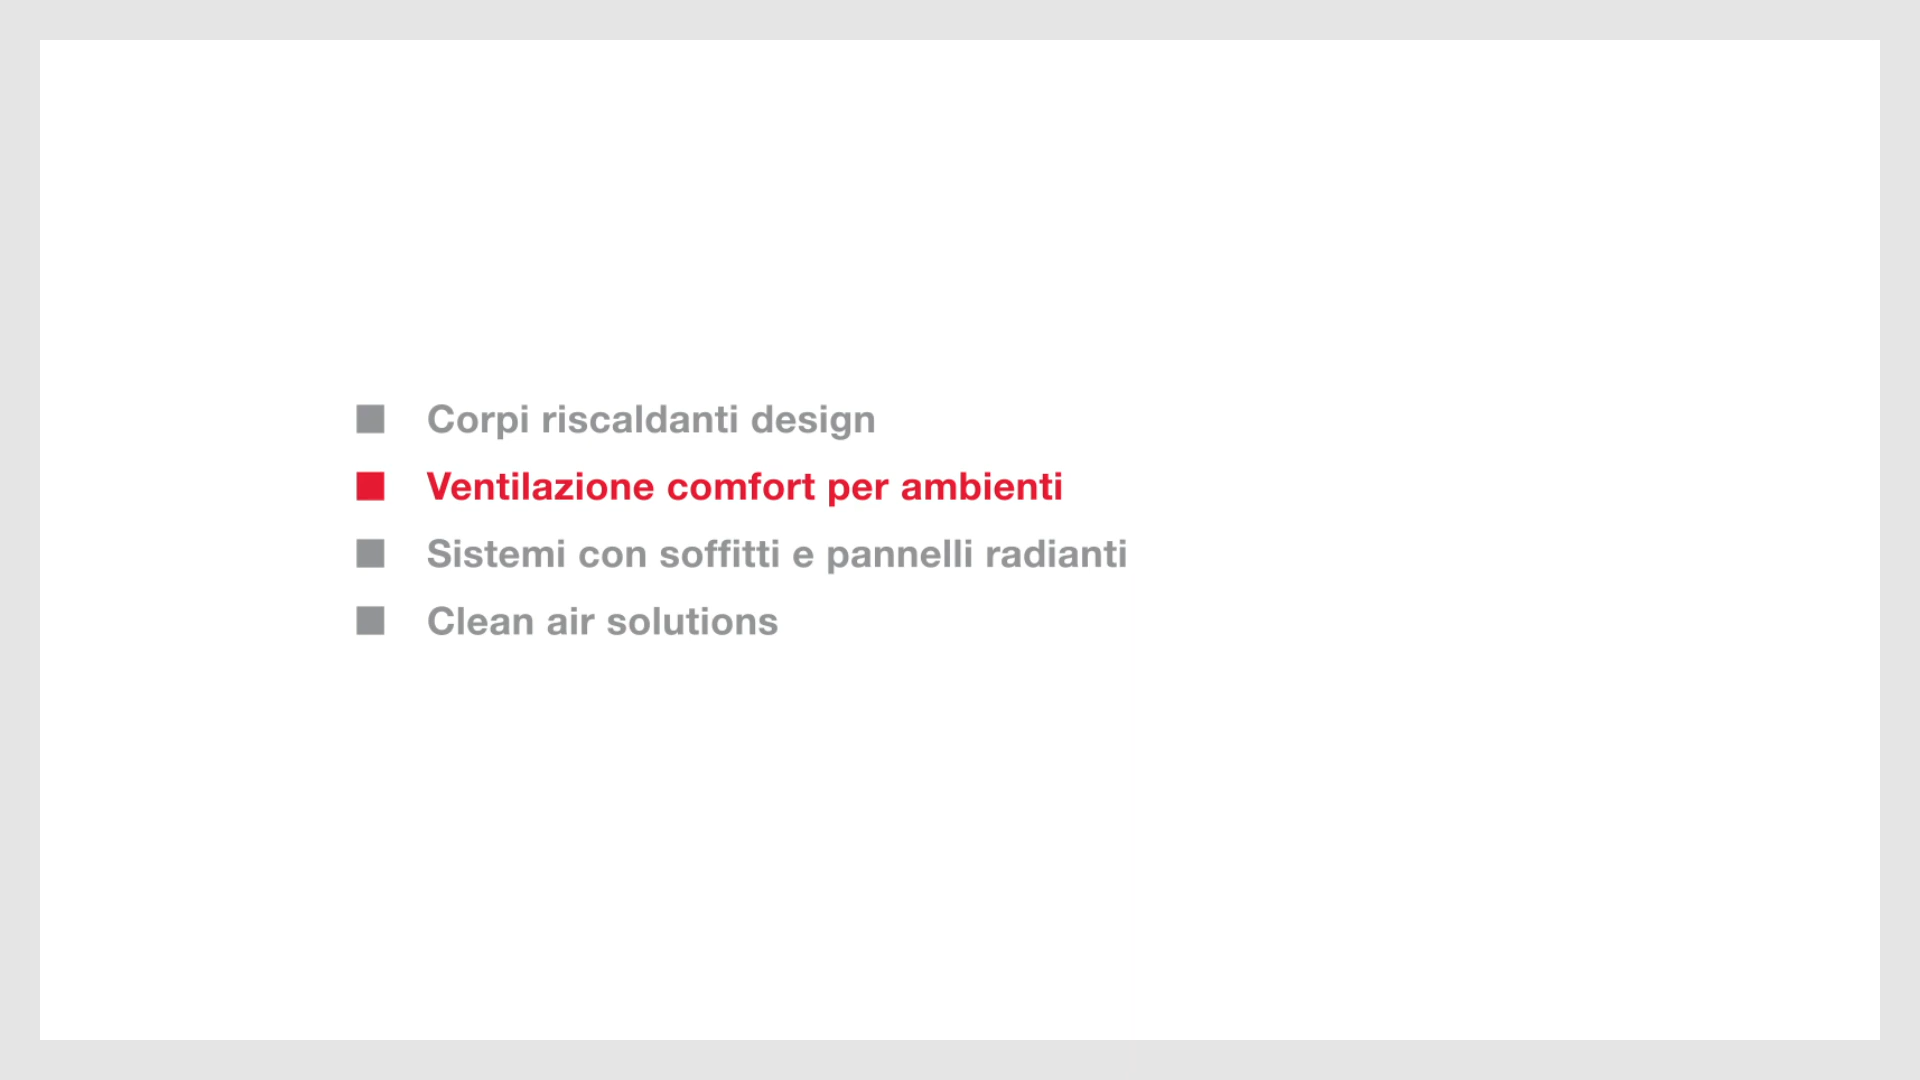 Corpi riscaldanti design
Ventilazione comfort per ambienti
Sistemi con soffitti e pannelli radianti
Clean air solutions